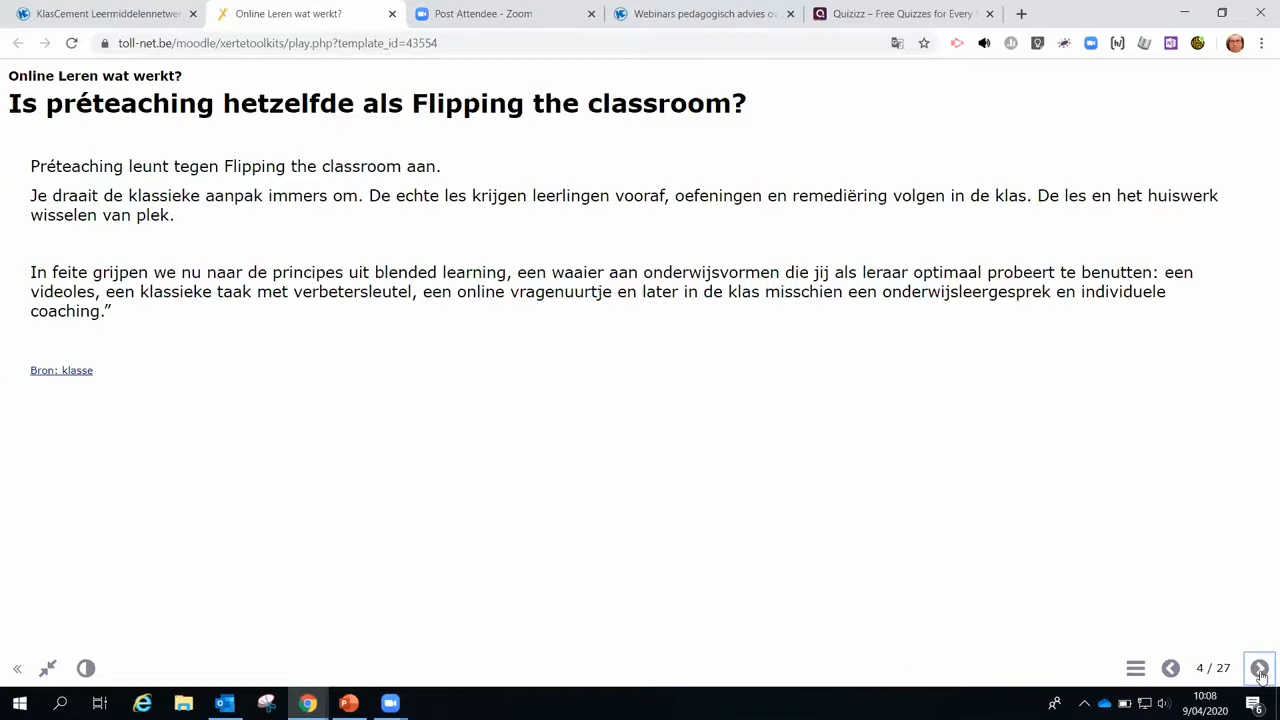 KlasCement Leermiddelennetwer
Online Leren wat werkt?
Post Attendee - Zoom
Webinars pedagogisch advies ov
Quizizz – Free Quizzes for Every
toll-net.be/moodle/xertetoolkits/play.php?template_id=43554
Online Leren wat werkt?
Is préteaching hetzelfde als Flipping the classroom?
Préteaching leunt tegen Flipping the classroom aan.
Je draait de klassieke aanpak immers om. De echte les krijgen leerlingen vooraf, oefeningen en remediëring volgen in de klas. De les en het huiswerk
wisselen van plek.
In feite grijpen we nu naar de principes uit blended learning, een waaier aan onderwijsvormen die jij als leraar optimaal probeert te benutten: een
videoles, een klassieke taak met verbetersleutel, een online vragenuurtje en later in de klas misschien een onderwijsleergesprek en individuele
coaching.”
Bron: klasse
4 / 27
10:08
9/04/2020
6